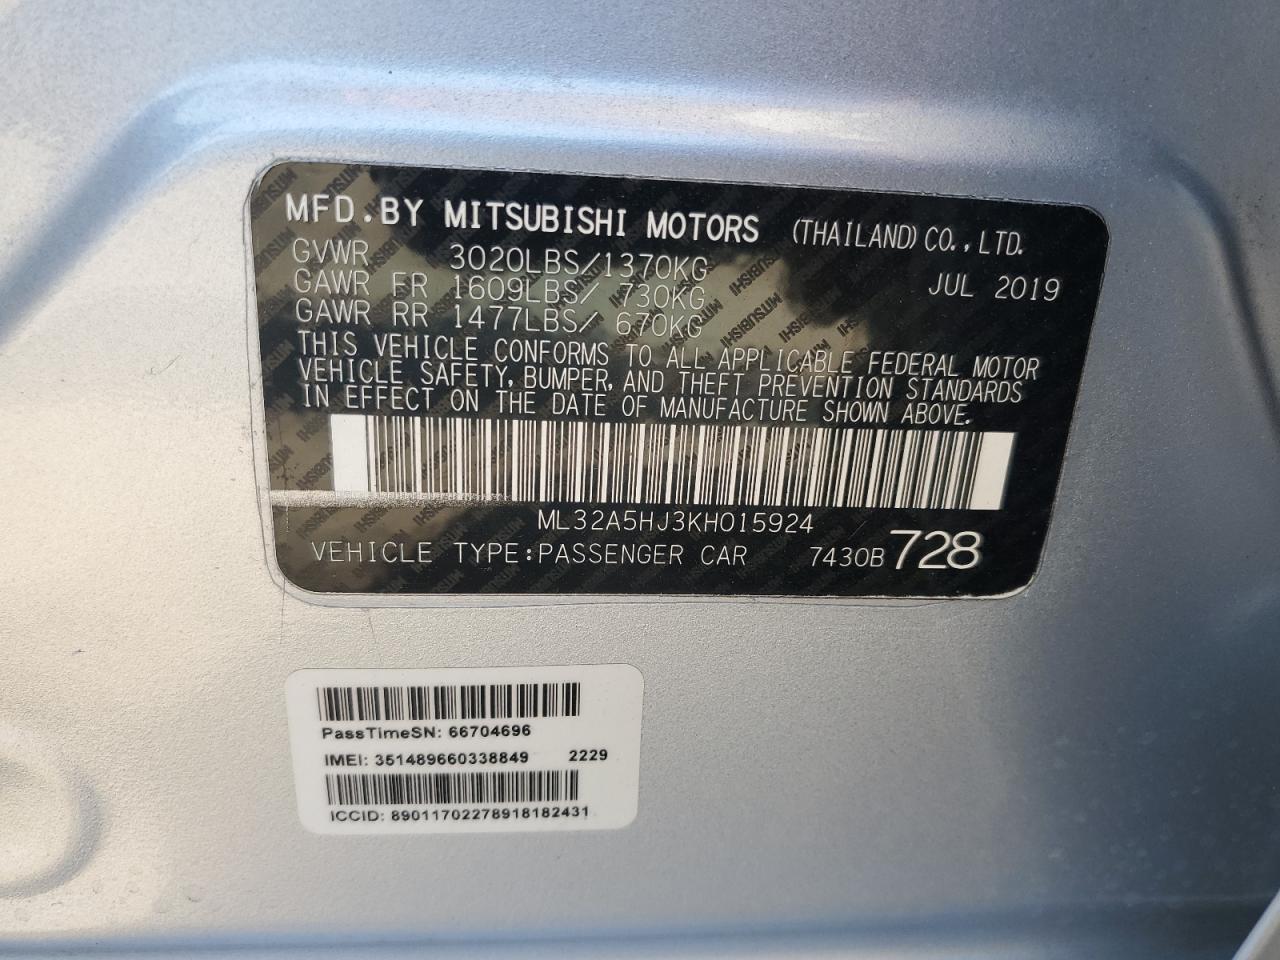 MFD.BY MITSUBISHI MOTORS (THAILAND) CO., LTD.
GVWR 3020LBS/1370KG JUL 2019
GAWR FR 1609LBS/ 730KG
GAWR RR 1477LBS/ 670KG
THIS VEHICLE CONFORMS TO ALL APPLICABLE FEDERAL MOTOR
VEHICLE SAFETY, BUMPER, AND THEFT PREVENTION STANDARDS
IN EFFECT ON THE DATE OF MANUFACTURE SHOWN ABOVE.
ML32A5HJ3KH015924
VEHICLE TYPE:PASSENGER CAR 7430B 728
PassTimeSN: 66704696
IMEI: 351489660338849 2229
ICCID: 89011702278918182431